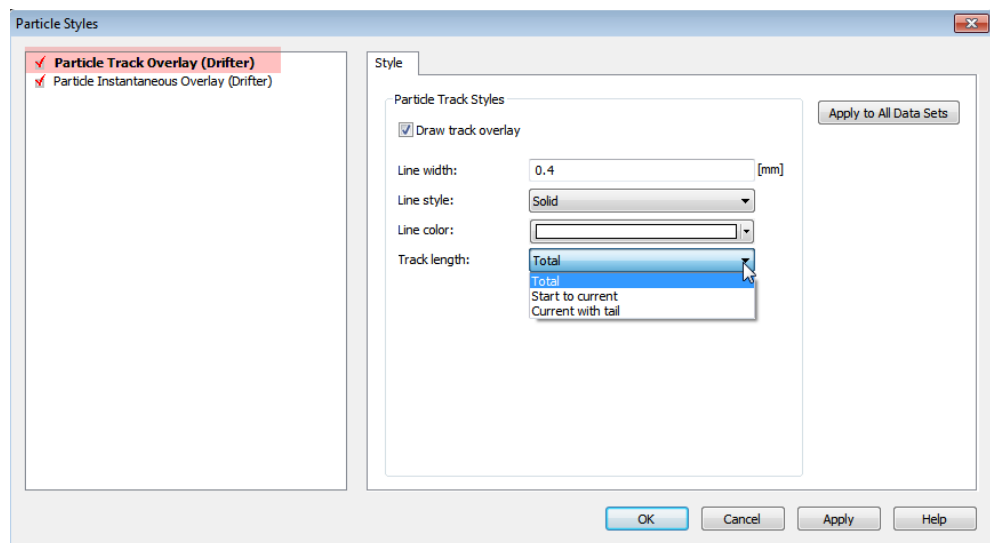 Particle Styles
Particle Track Overlay (Drifter)
Particle Instantaneous Overlay (Drifter)
Style
Particle Track Styles
Draw track overlay
Line width: 0.4 [mm]
Line style: Solid
Line color:
Track length: Total
Total
Start to current
Current with tail
Apply to All Data Sets
OK Cancel Apply Help